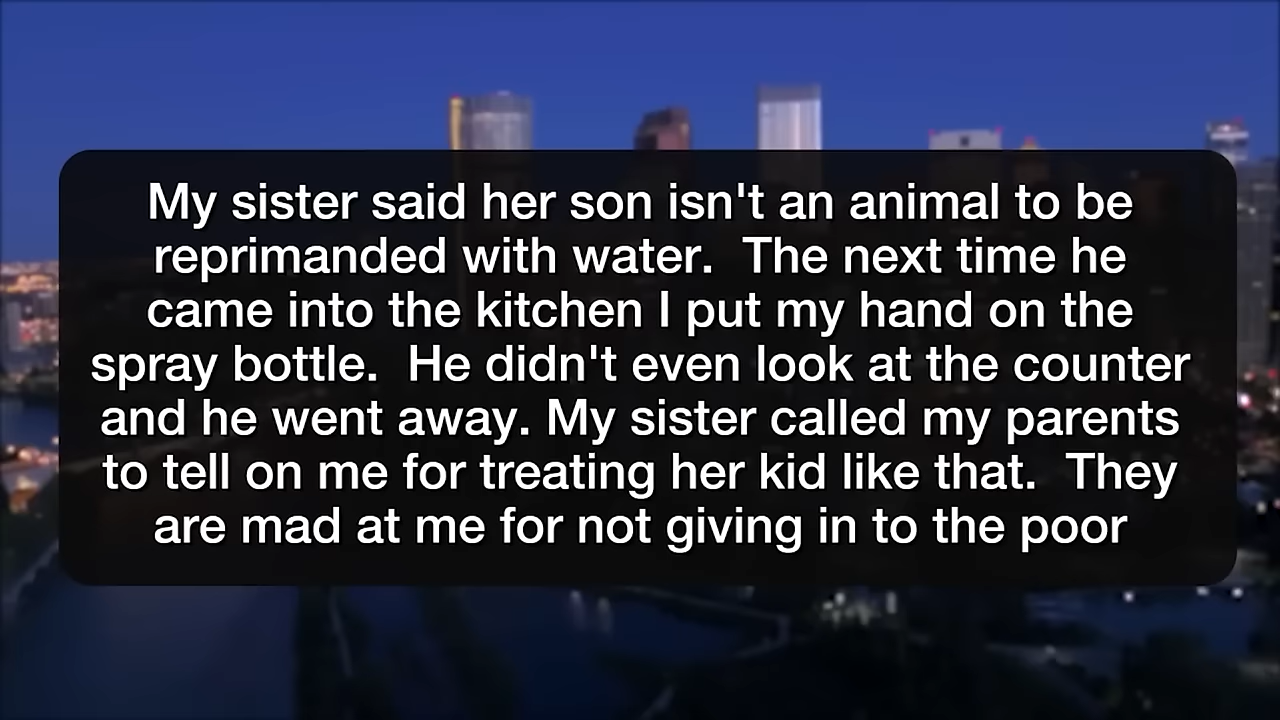 My sister said her son isn't an animal to be
reprimanded with water.  The next time he
came into the kitchen I put my hand on the
spray bottle.  He didn't even look at the counter
and he went away. My sister called my parents
to tell on me for treating her kid like that.  They
are mad at me for not giving in to the poor